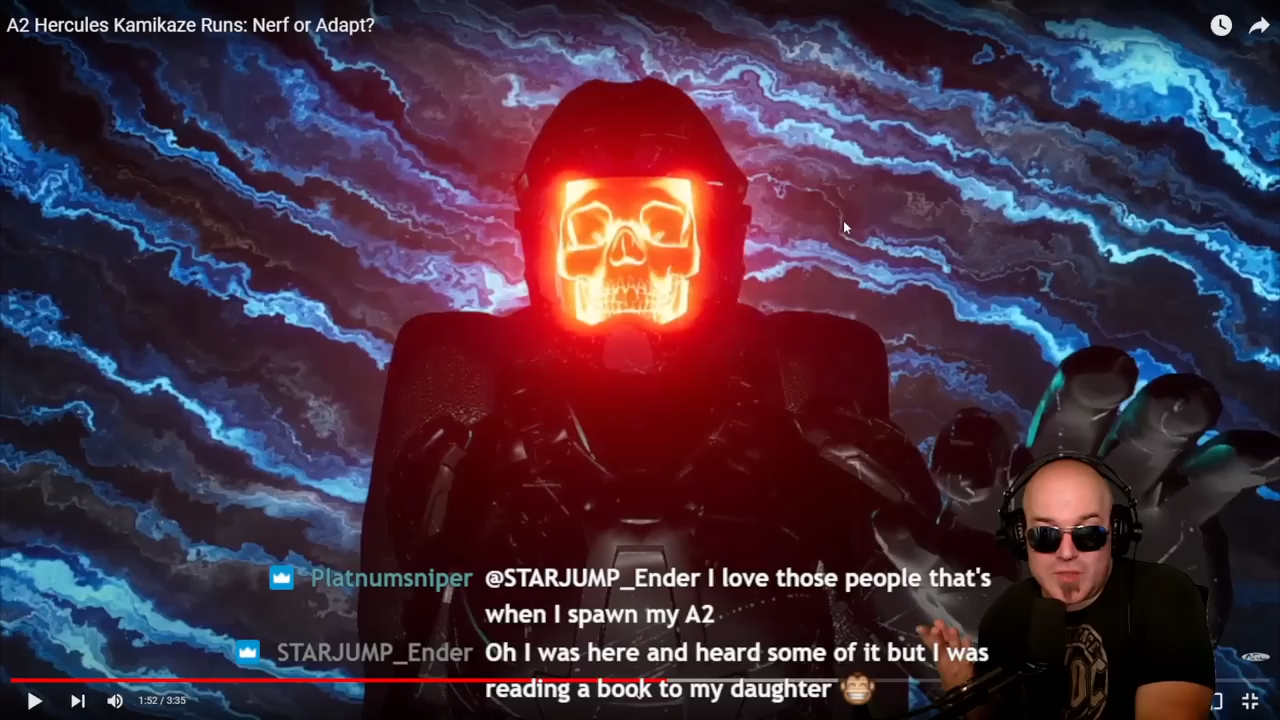 A2 Hercules Kamikaze Runs: Nerf or Adapt?
Platnumsniper @STARJUMP_Ender I love those people that's
when I spawn my A2
STARJUMP_Ender Oh I was here and heard some of it but I was
reading a book to my daughter
1:52 / 3:35